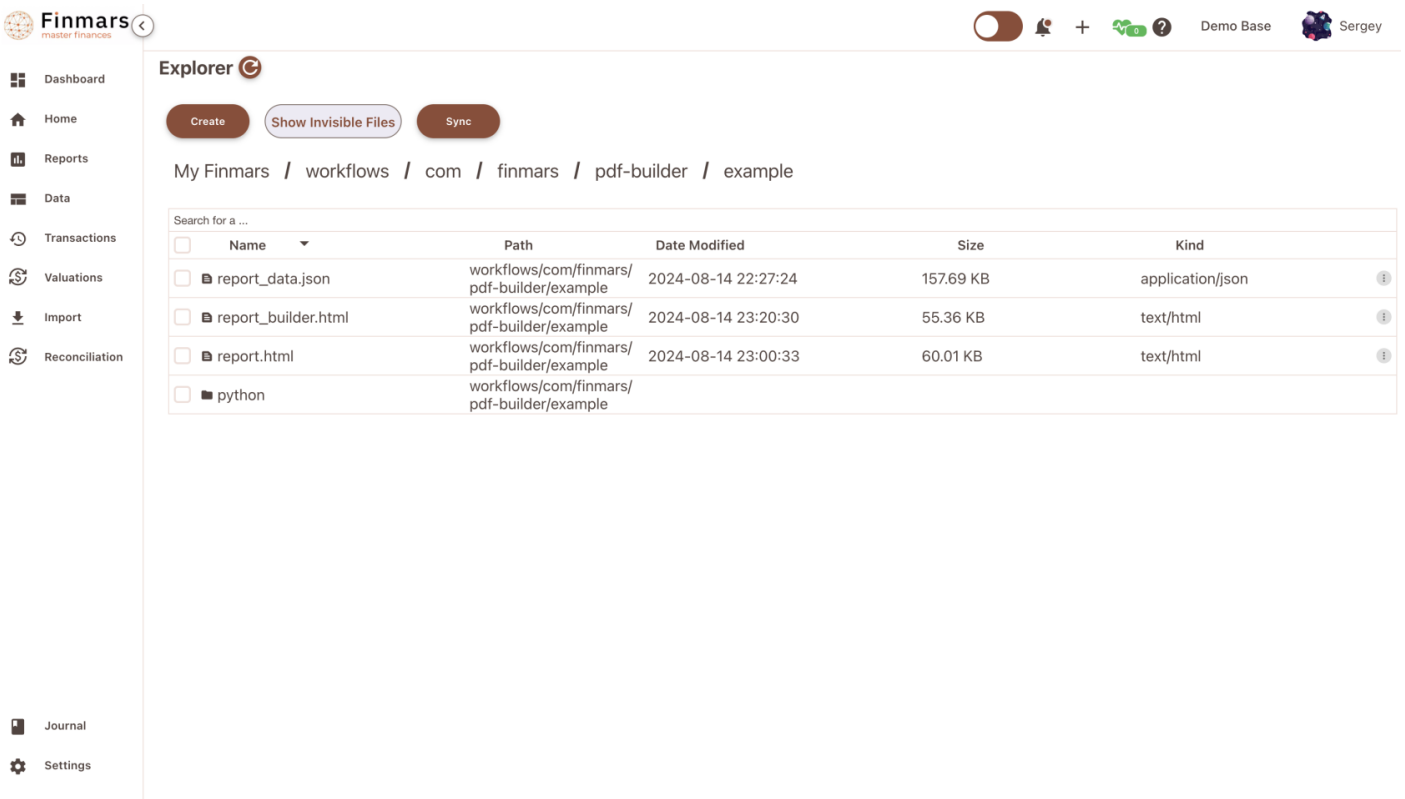 Finmars
master finances
0
Demo Base
Sergey
Dashboard
Home
Reports
Data
Transactions
Valuations
Import
Reconciliation
Journal
Settings
Explorer
Create
Show Invisible Files
Sync
My Finmars / workflows / com / finmars / pdf-builder / example
Search for a ...
Name Path Date Modified Size Kind
report_data.json workflows/com/finmars/ 2024-08-14 22:27:24 157.69 KB application/json
pdf-builder/example
report_builder.html workflows/com/finmars/ 2024-08-14 23:20:30 55.36 KB text/html
pdf-builder/example
report.html workflows/com/finmars/ 2024-08-14 23:00:33 60.01 KB text/html
pdf-builder/example
python workflows/com/finmars/
pdf-builder/example